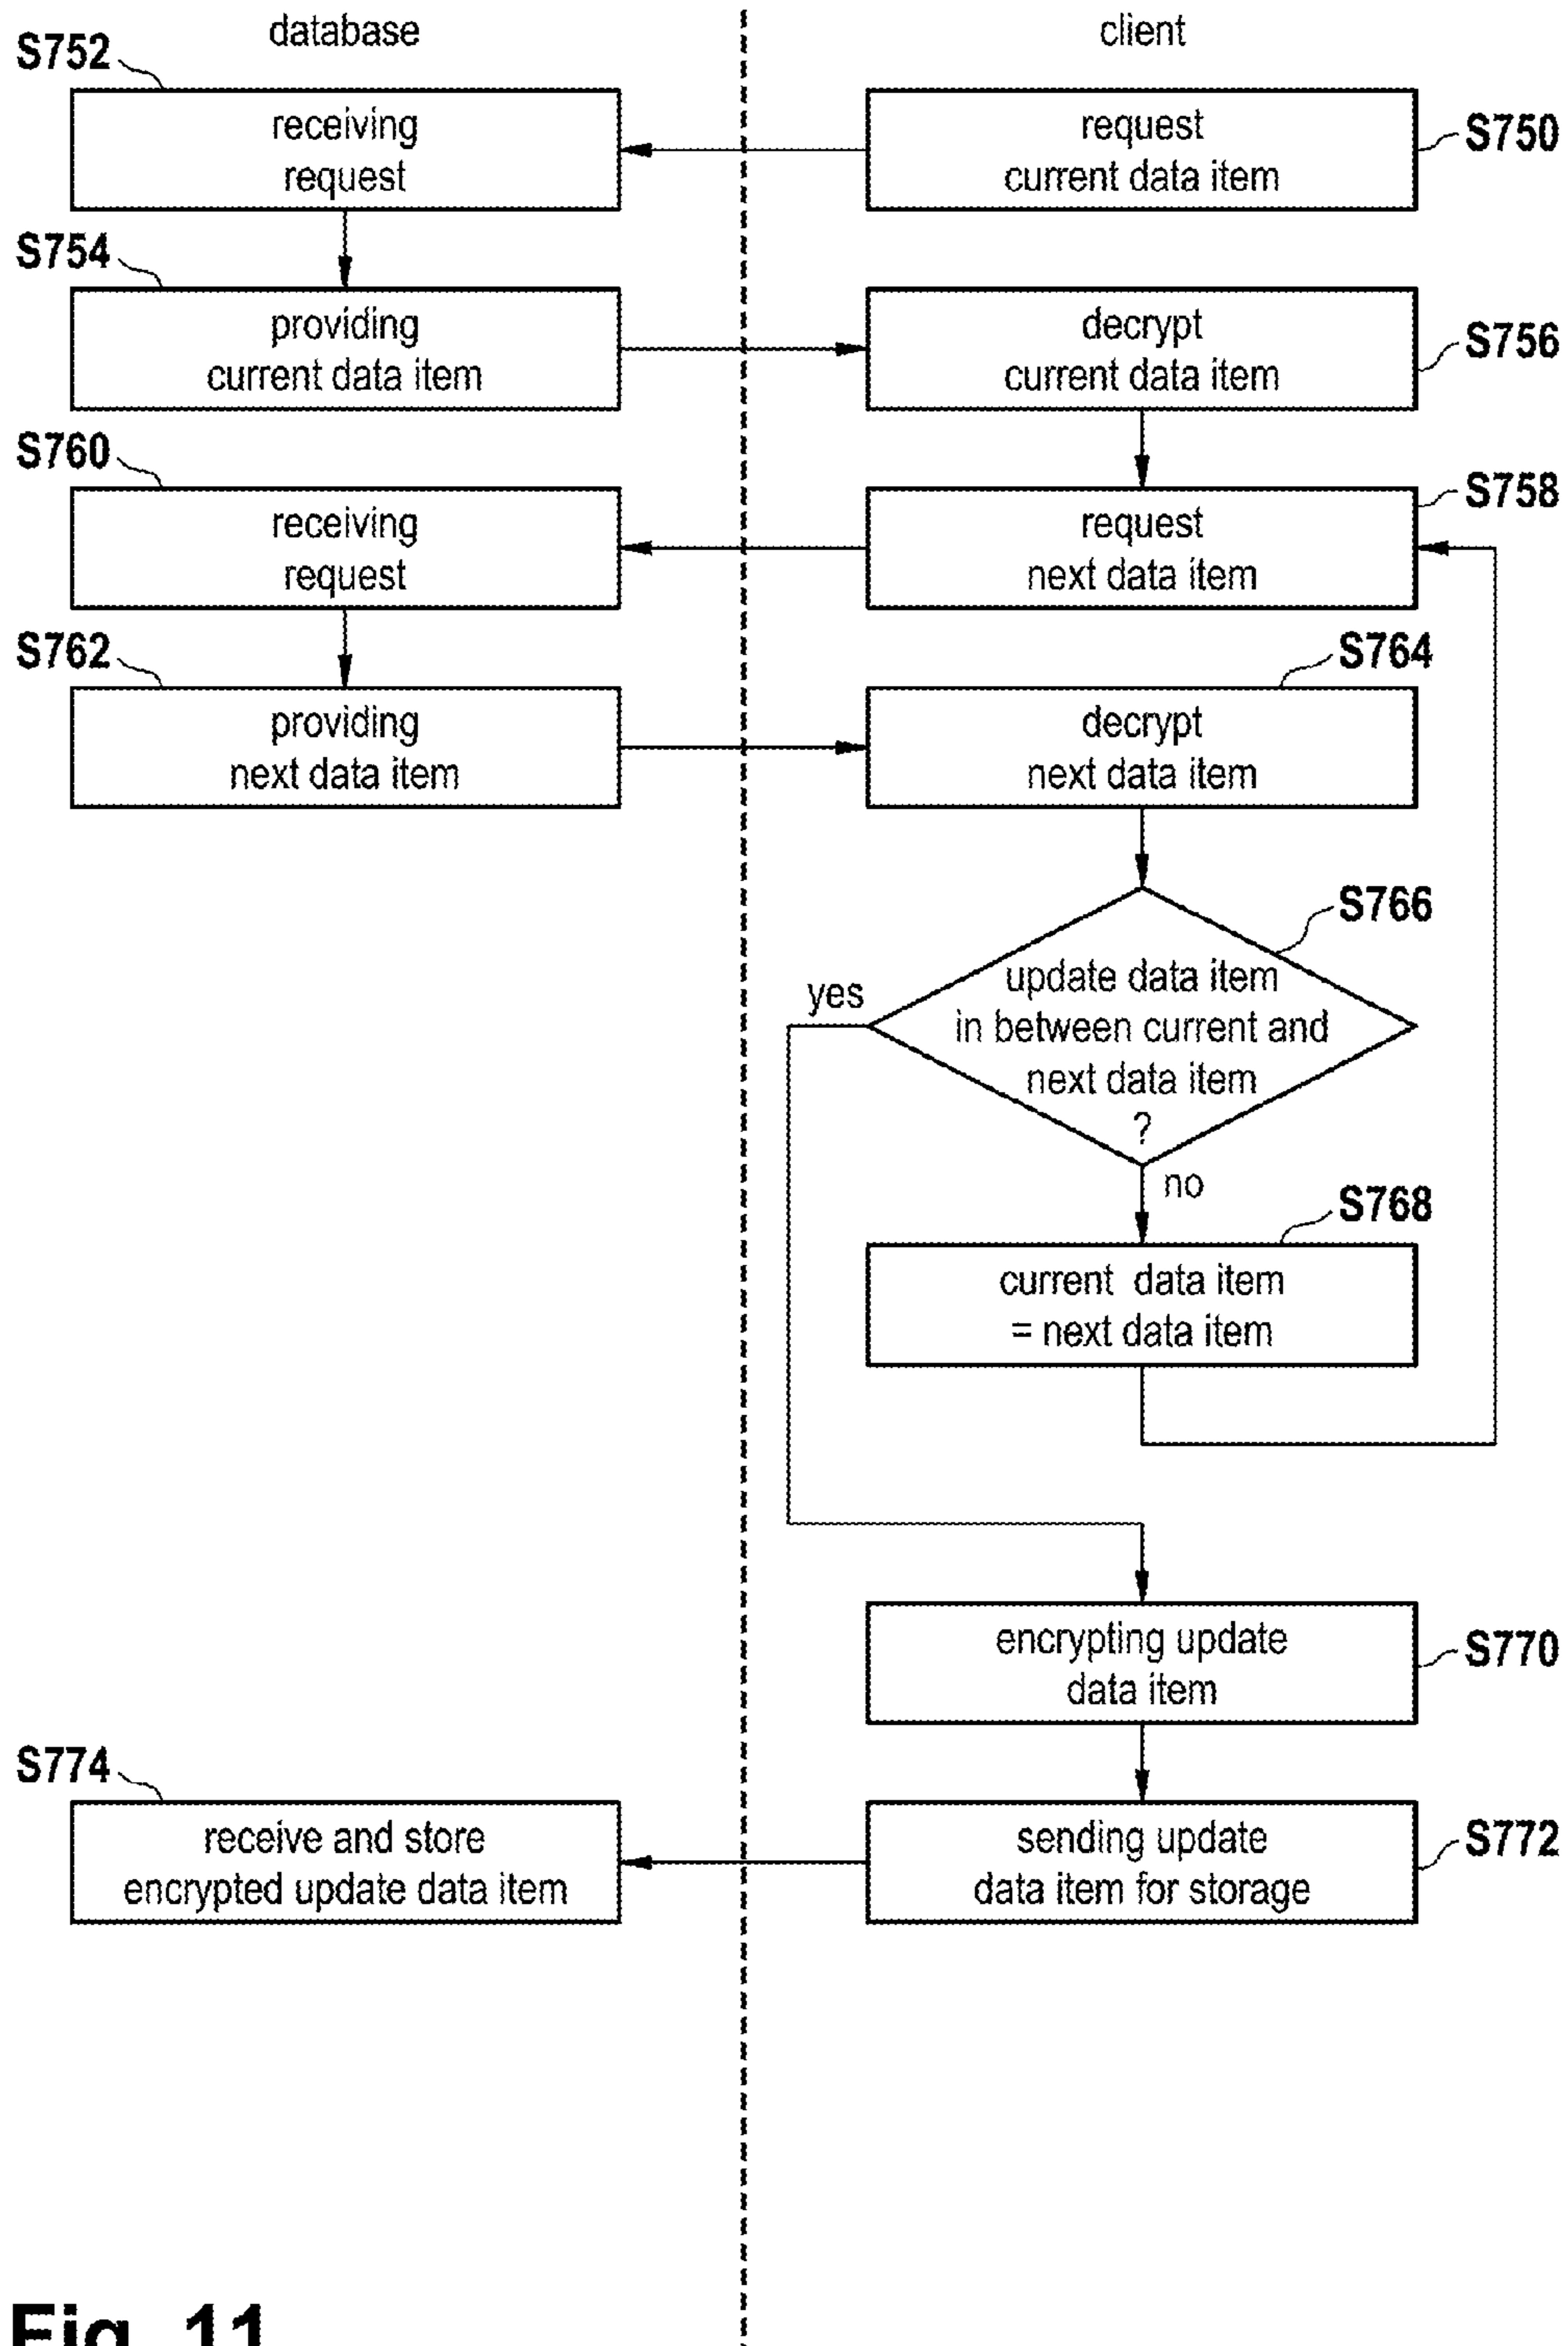 database
client
S752
receiving
request
request
current data item
S750
S754
providing
current data item
decrypt
current data item
S756
S760
receiving
request
request
next data item
S758
S762
providing
next data item
S764
decrypt
next data item
S766
update data item
in between current and
next data item
?
yes
no
S768
current data item
= next data item
encrypting update
data item
S770
S774
receive and store
encrypted update data item
sending update
data item for storage
S772
Fig. 11